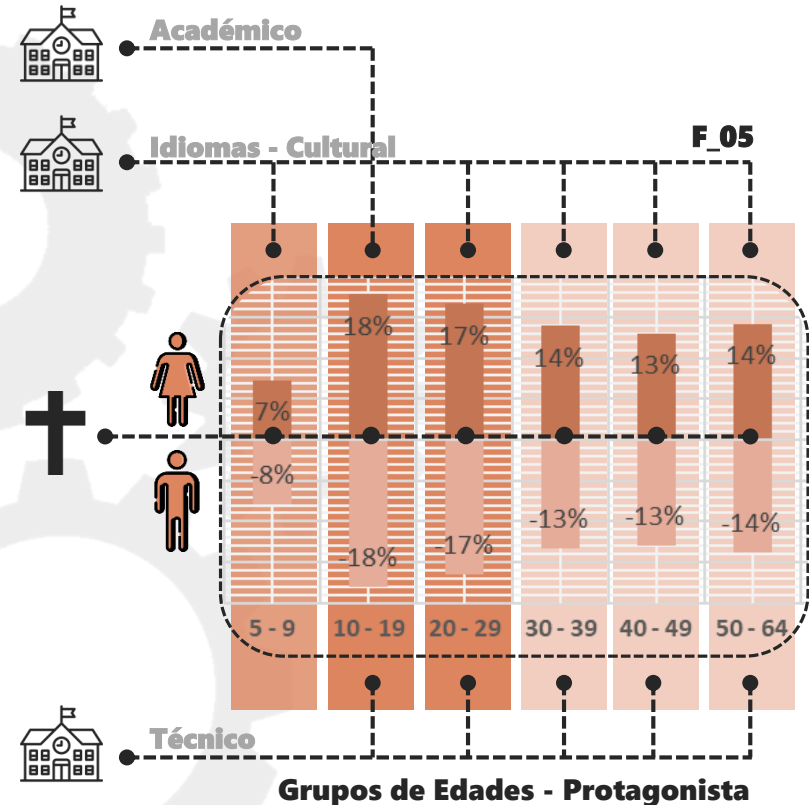 Académico
Idiomas - Cultural
F_05
18% 17% 14% 13% 14%
7%
-8%
-18% -17% -13% -13% -14%
5 - 9 10 - 19 20 - 29 30 - 39 40 - 49 50 - 64
Técnico
Grupos de Edades - Protagonista